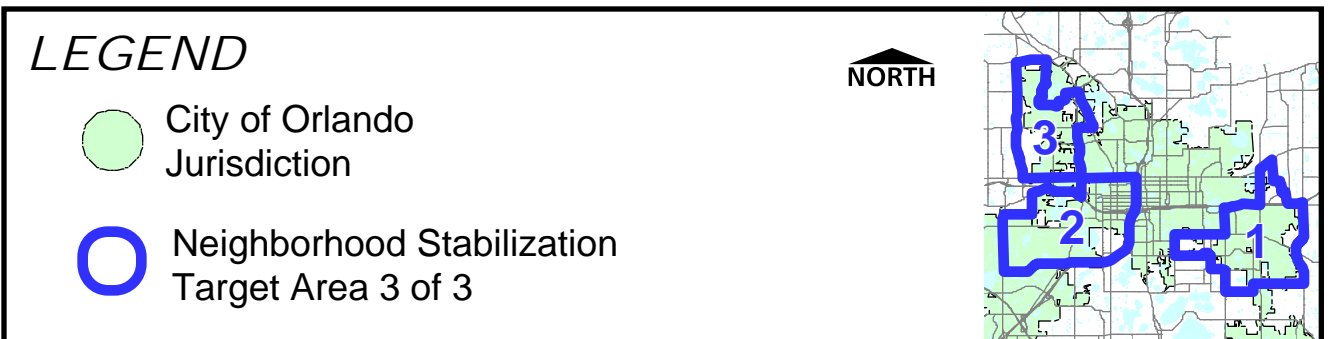 LEGEND
City of Orlando
Jurisdiction
Neighborhood Stabilization
Target Area 3 of 3
NORTH
3
2
1